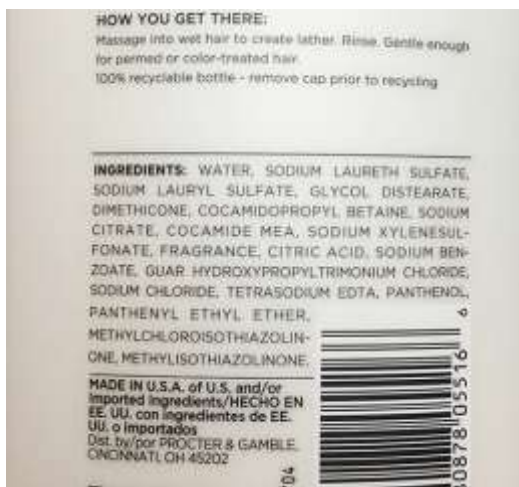 HOW YOU GET THERE:
Massage into wet hair to create lather. Rinse. Gentle enough
for permed or color-treated hair.
100% recyclable bottle - remove cap prior to recycling
INGREDIENTS: WATER, SODIUM LAURETH SULFATE,
SODIUM LAURYL SULFATE, GLYCOL DISTEARATE,
DIMETHICONE, COCAMIDOPROPYL BETAINE, SODIUM
CITRATE, COCAMIDE MEA, SODIUM XYLENESUL-
FONATE, FRAGRANCE, CITRIC ACID, SODIUM BEN-
ZOATE, GUAR HYDROXYPROPYLTRIMONIUM CHLORIDE,
SODIUM CHLORIDE, TETRASODIUM EDTA, PANTHENOL,
PANTHENYL ETHYL ETHER,
METHYLCHLOROISOTHIAZOLIN-
ONE, METHYLISOTHIAZOLINONE.
MADE IN U.S.A. of U.S. and/or
Imported Ingredients/HECHO EN
EE. UU. con ingredientes de EE.
UU. o importados
Dist. by/por PROCTER & GAMBLE,
CINCINNATI, OH 45202
80878 05516 6